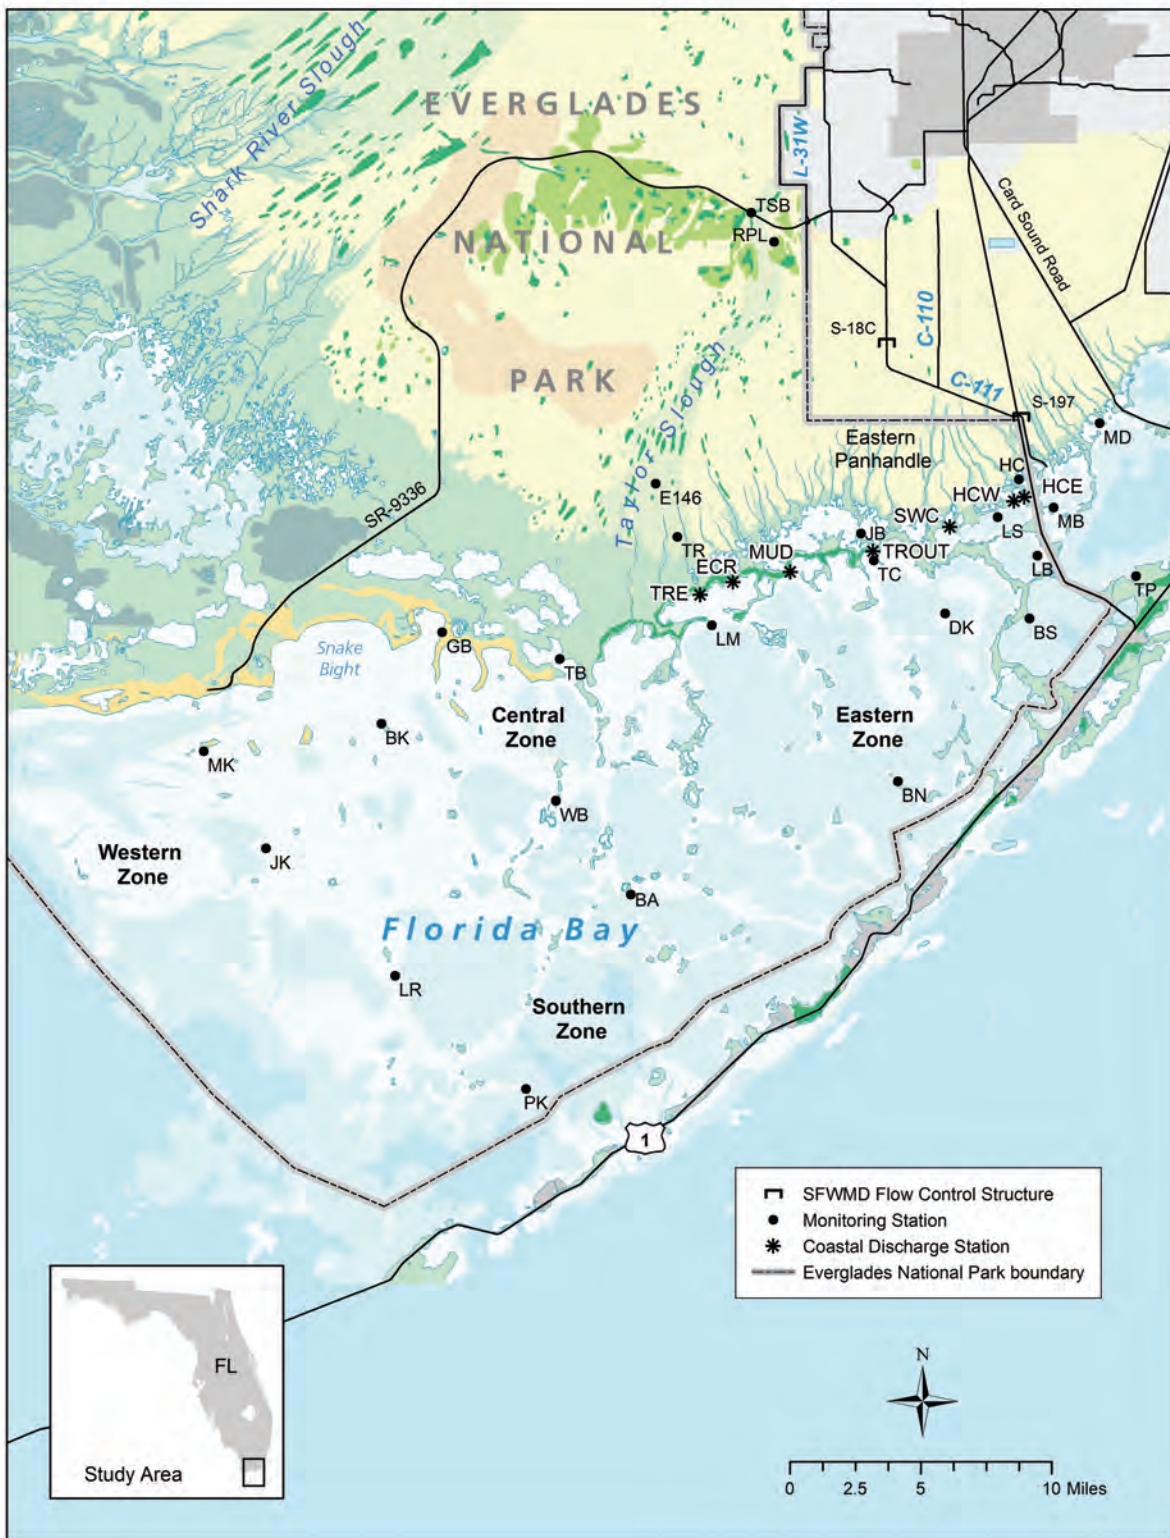 Shark River Slough
EVERGLADES
NATIONAL
PARK
L-31W
TSB
RPL
Card Sound Road
S-18C
C-110
C-111
S-197
Taylor Slough
Eastern
Panhandle
MD
HC
HCW
HCE
SWC
LS
MB
E146
SR-9336
TR
MUD
JB
TROUT
TC
LB
ECR
TRE
TP
LM
DK
BS
GB
Snake
Bight
TB
Central
Zone
Eastern
Zone
BK
MK
BN
WB
Western
Zone
JK
BA
Florida Bay
LR
Southern
Zone
PK
1
SFWMD Flow Control Structure
Monitoring Station
Coastal Discharge Station
Everglades National Park boundary
FL
Study Area
N
0 2.5 5 10 Miles